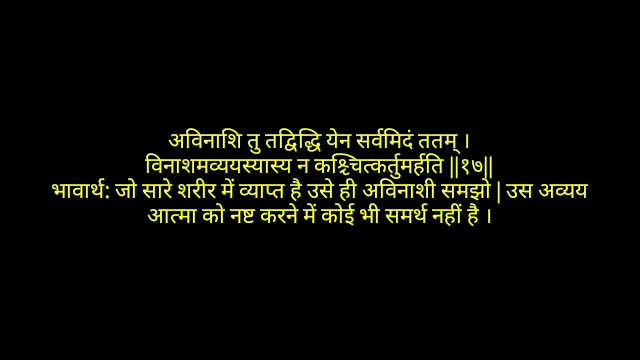 अविनाशि तु तद्विद्धि येन सर्वमिदं ततम् ।
विनाशमव्ययस्यास्य न कश्र्चित्कर्तुमर्हति ||१७||
भावार्थ: जो सारे शरीर में व्याप्त है उसे ही अविनाशी समझो | उस अव्यय
आत्मा को नष्ट करने में कोई भी समर्थ नहीं है ।